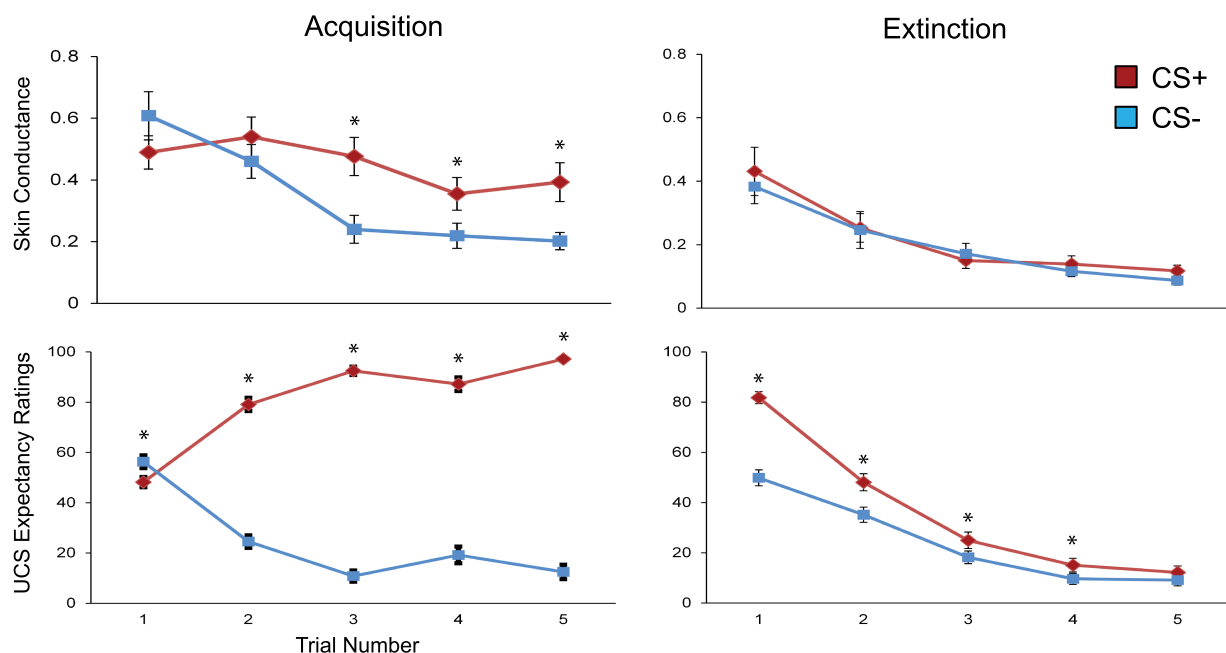 Acquisition
Extinction
Skin Conductance
0.8
0.6
0.4
0.2
0
* * *
0.8
0.6
0.4
0.2
0
CS+
CS-
UCS Expectancy Ratings
100
80
60
40
20
0
* * * * *
1 2 3 4 5
Trial Number
100
80
60
40
20
0
* * * *
1 2 3 4 5